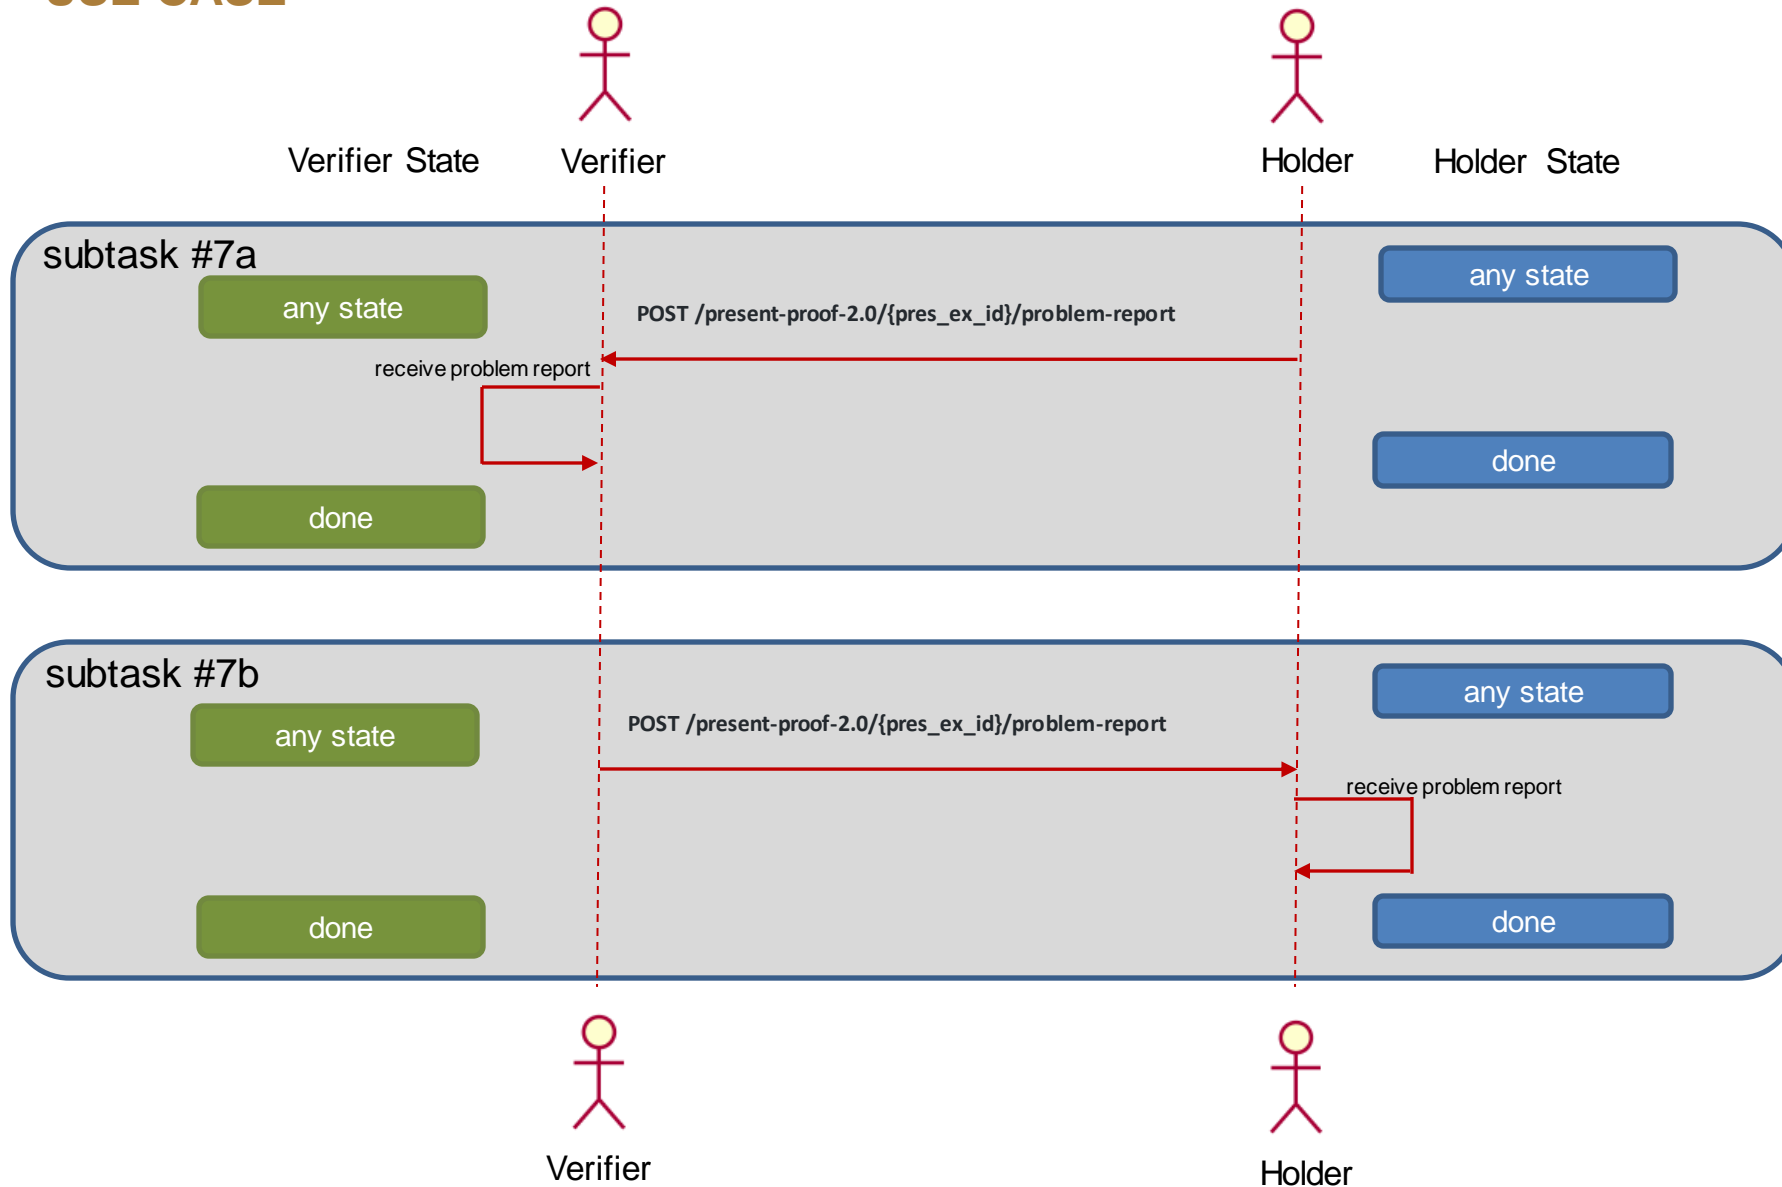 USE CASE
Verifier State
Verifier
Holder
Holder State
subtask #7a
any state
any state
POST /present-proof-2.0/{pres_ex_id}/problem-report
receive problem report
done
done
subtask #7b
any state
any state
POST /present-proof-2.0/{pres_ex_id}/problem-report
receive problem report
done
done
Verifier
Holder